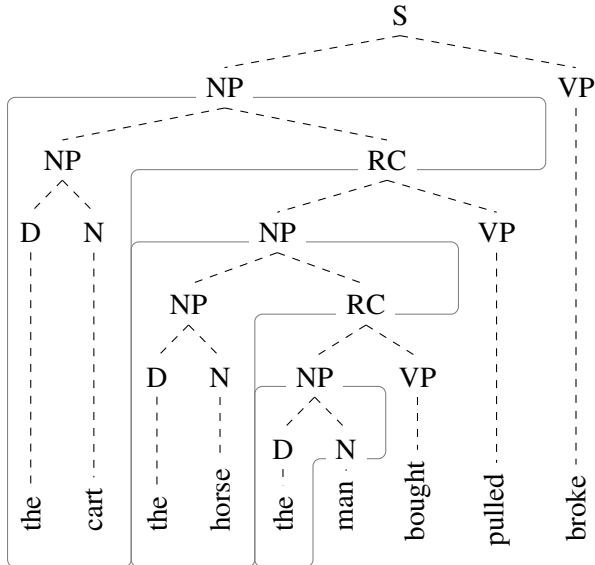 S
NP VP
NP RC
D N NP VP
NP RC
D N NP VP
D N
the cart the horse the man bought pulled broke